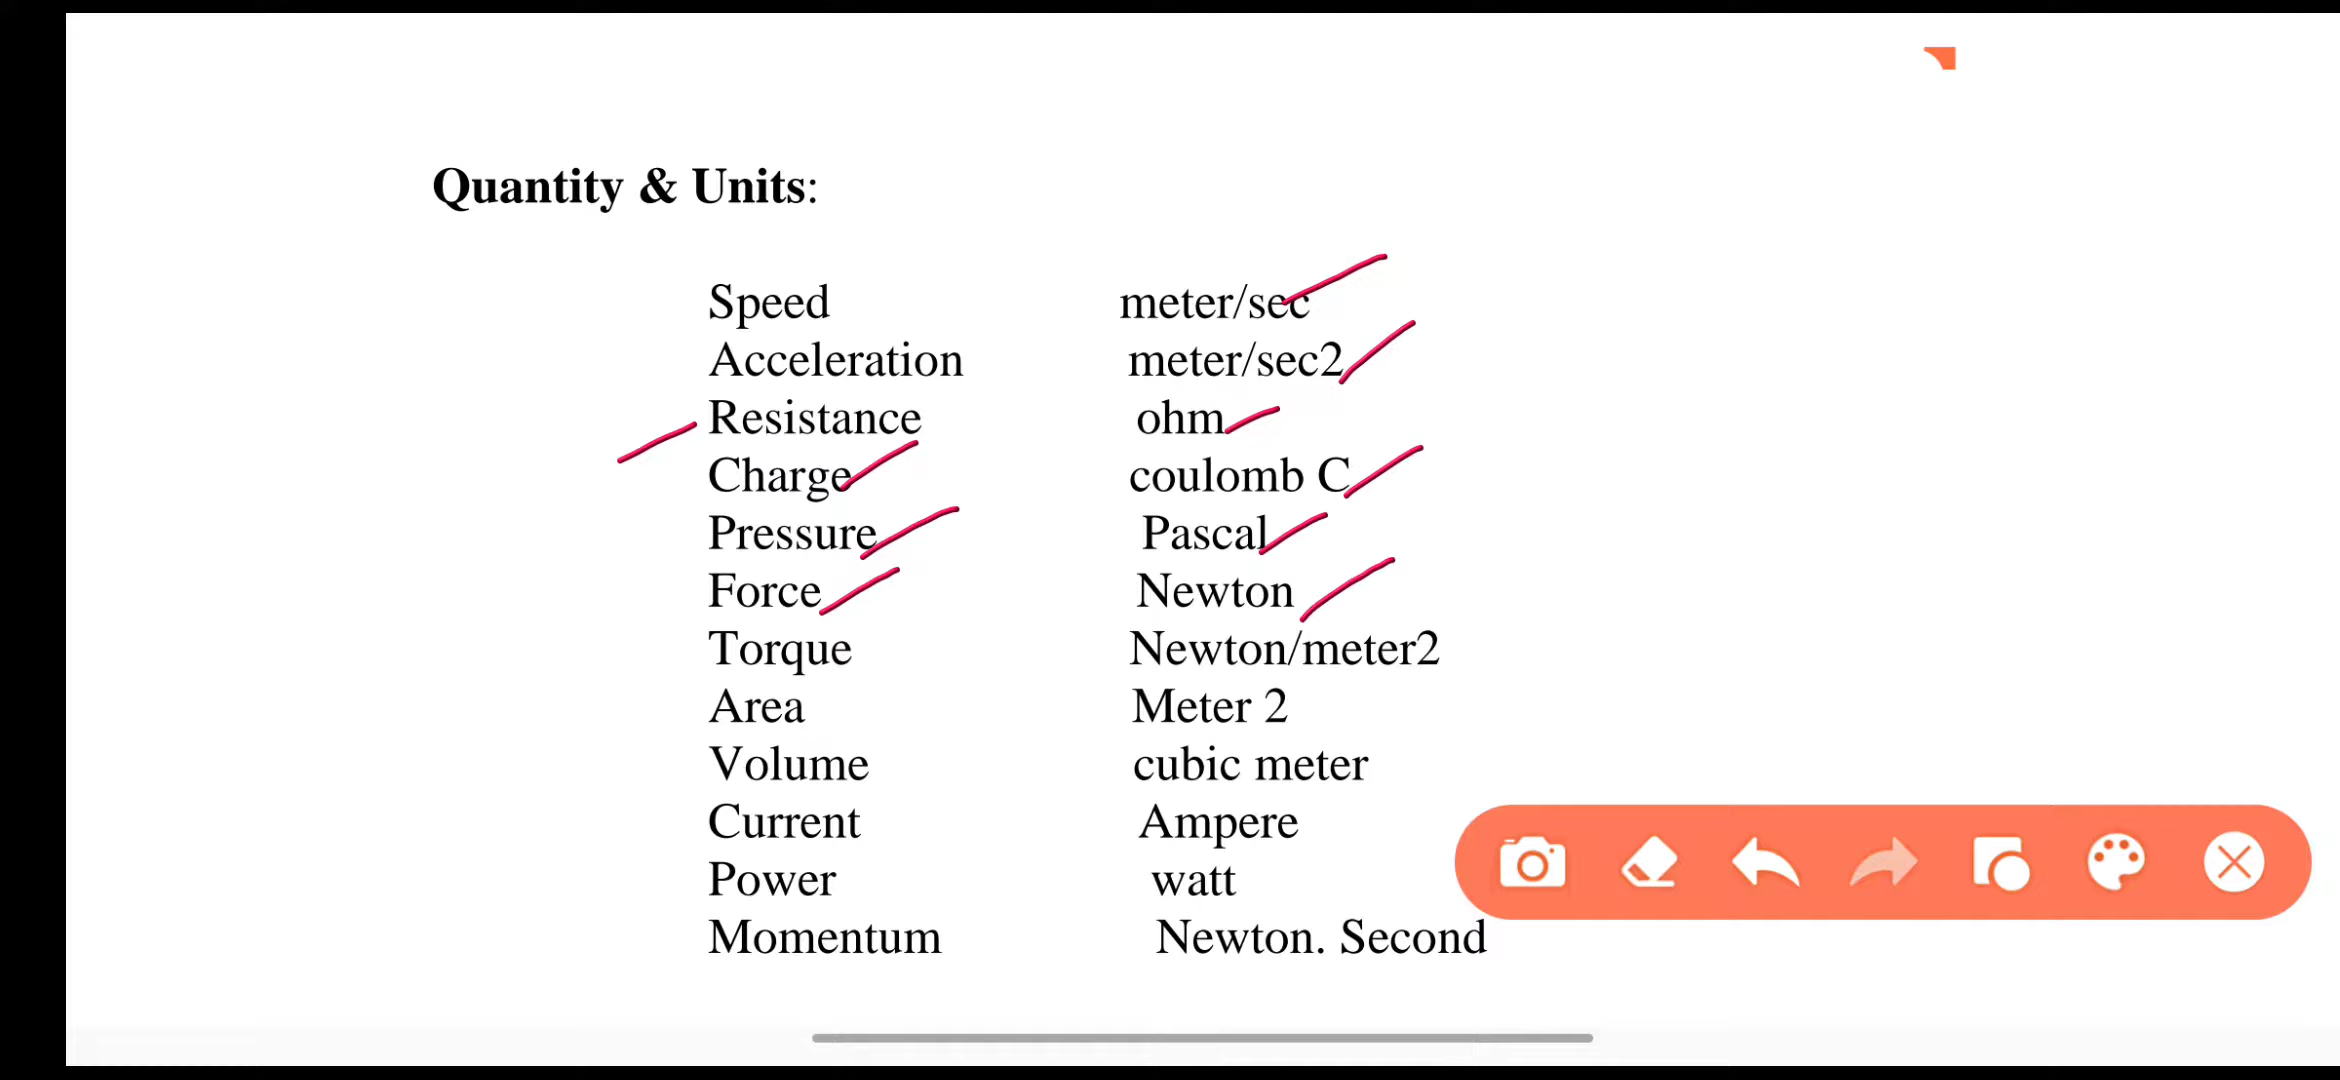 Quantity & Units:
Speed meter/sec
Acceleration meter/sec2
Resistance ohm
Charge coulomb C
Pressure Pascal
Force Newton
Torque Newton/meter2
Area Meter 2
Volume cubic meter
Current Ampere
Power watt
Momentum Newton. Second